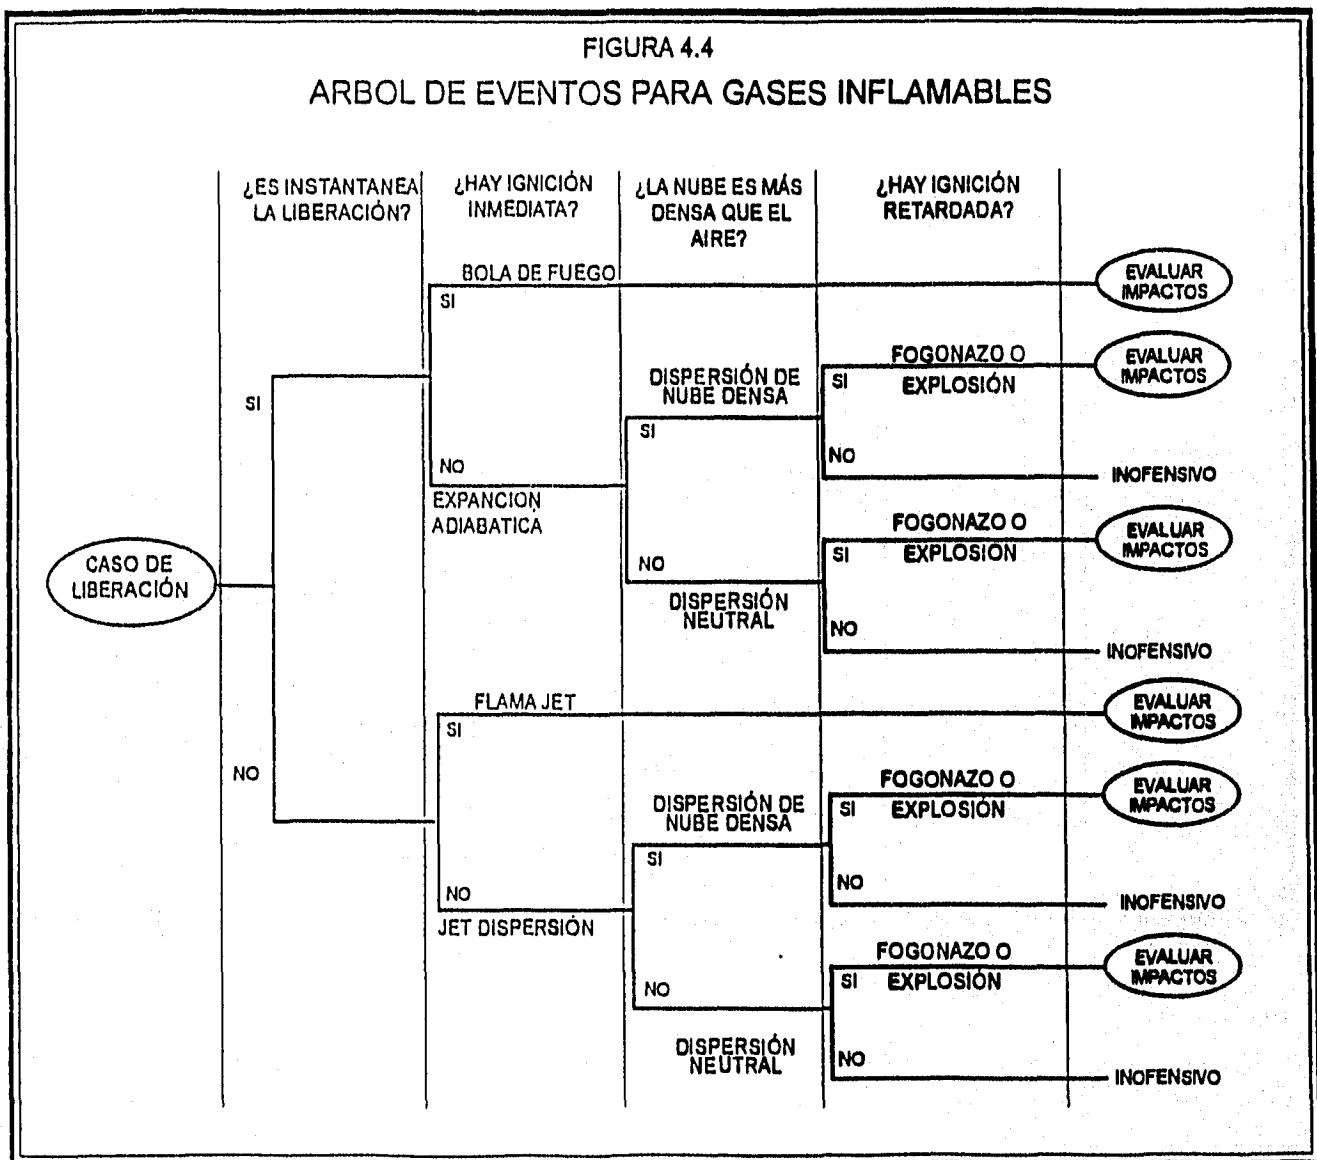 FIGURA 4.4
ARBOL DE EVENTOS PARA GASES INFLAMABLES
¿ES INSTANTANEA
LA LIBERACIÓN?
¿HAY IGNICIÓN
INMEDIATA?
¿LA NUBE ES MÁS
DENSA QUE EL
AIRE?
¿HAY IGNICIÓN
RETARDADA?
BOLA DE FUEGO
SI
EVALUAR
IMPACTOS
SI
DISPERSIÓN DE
NUBE DENSA
SI
FOGONAZO O
EXPLOSIÓN
SI
EVALUAR
IMPACTOS
NO
INOFENSIVO
NO
EXPANCION
ADIABATICA
FOGONAZO O
EXPLOSION
SI
EVALUAR
IMPACTOS
NO
DISPERSIÓN
NEUTRAL
NO
INOFENSIVO
CASO DE
LIBERACIÓN
FLAMA JET
SI
EVALUAR
IMPACTOS
NO
DISPERSIÓN DE
NUBE DENSA
SI
FOGONAZO O
EXPLOSIÓN
SI
EVALUAR
IMPACTOS
NO
INOFENSIVO
NO
JET DISPERSIÓN
FOGONAZO O
EXPLOSIÓN
SI
EVALUAR
IMPACTOS
NO
DISPERSIÓN
NEUTRAL
NO
INOFENSIVO